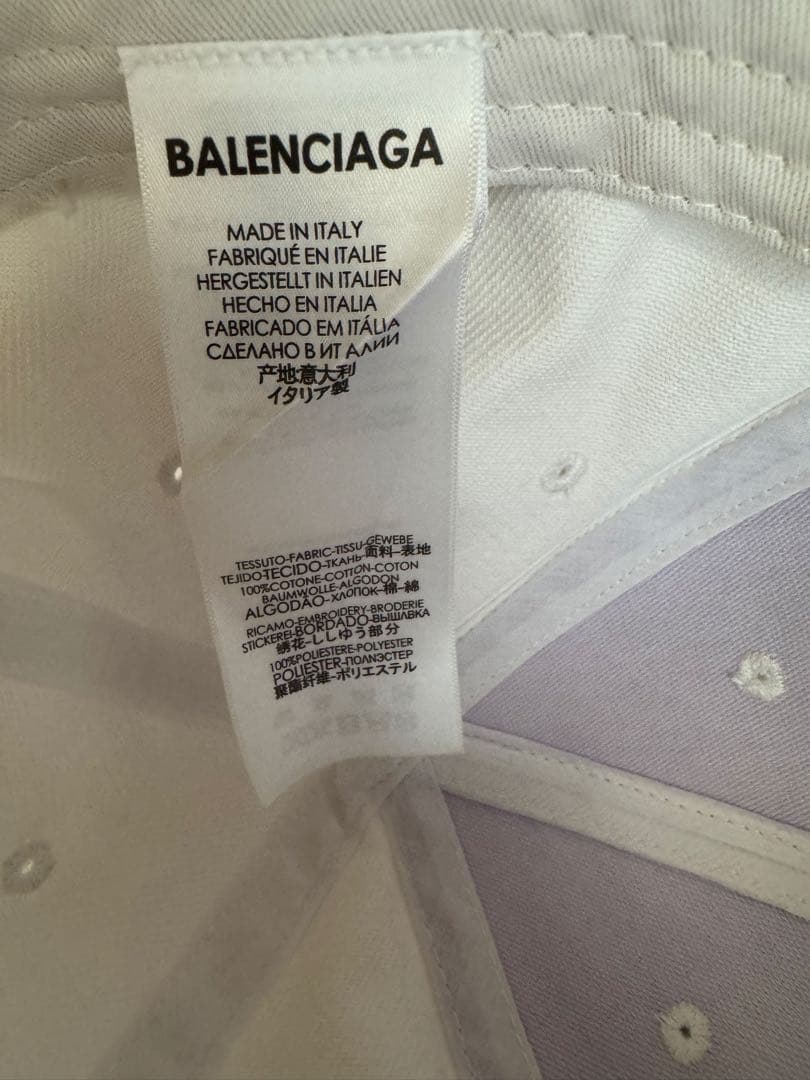 BALENCIAGA
MADE IN ITALY
FABRIQUÉ EN ITALIE
HERGESTELLT IN ITALIEN
HECHO EN ITALIA
FABRICADO EM ITÁLIA
СДЕЛАНО В ИТАЛИИ
产地意大利
イタリア製
TESSUTO-FABRIC-TISSU-GEWEBE
TEJIDO-TECIDO-ТКАНЬ-面料-表地
100%COTONE-COTTON-COTON
BAUMWOLLE-ALGODON
ALGODÃO-ХЛОПОК-棉-綿
RICAMO-EMBROIDERY-BRODERIE
STICKEREI-BORDADO-ВЫШИВКА
绣花-ししゅう部分
100%POLIESTERE-POLYESTER
POLIESTER-ПОЛИЭСТЕР
聚酯纤维-ポリエステル